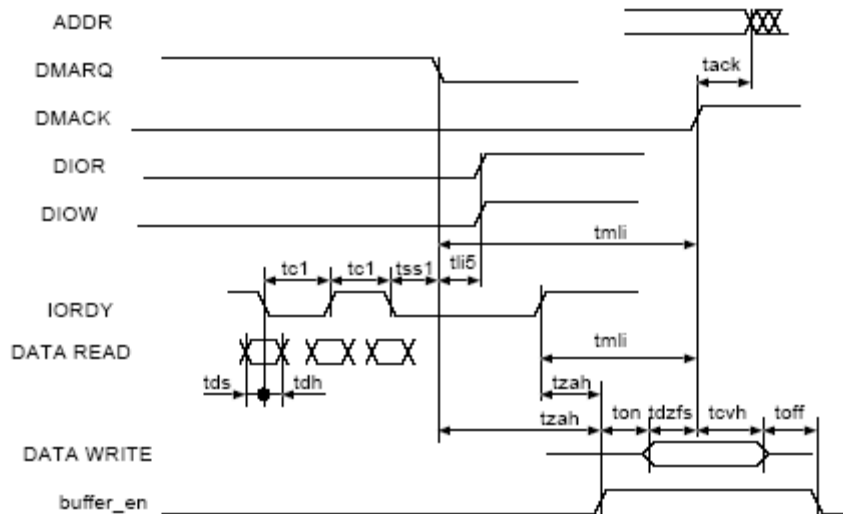 ADDR
DMARQ
tack
DMACK
DIOR
DIOW
tmli
tc1 tc1 tss1 tli5
IORDY
DATA READ
tmli
tds tdh tzah
tzah ton tdzfs tcvh toff
DATA WRITE
buffer_en